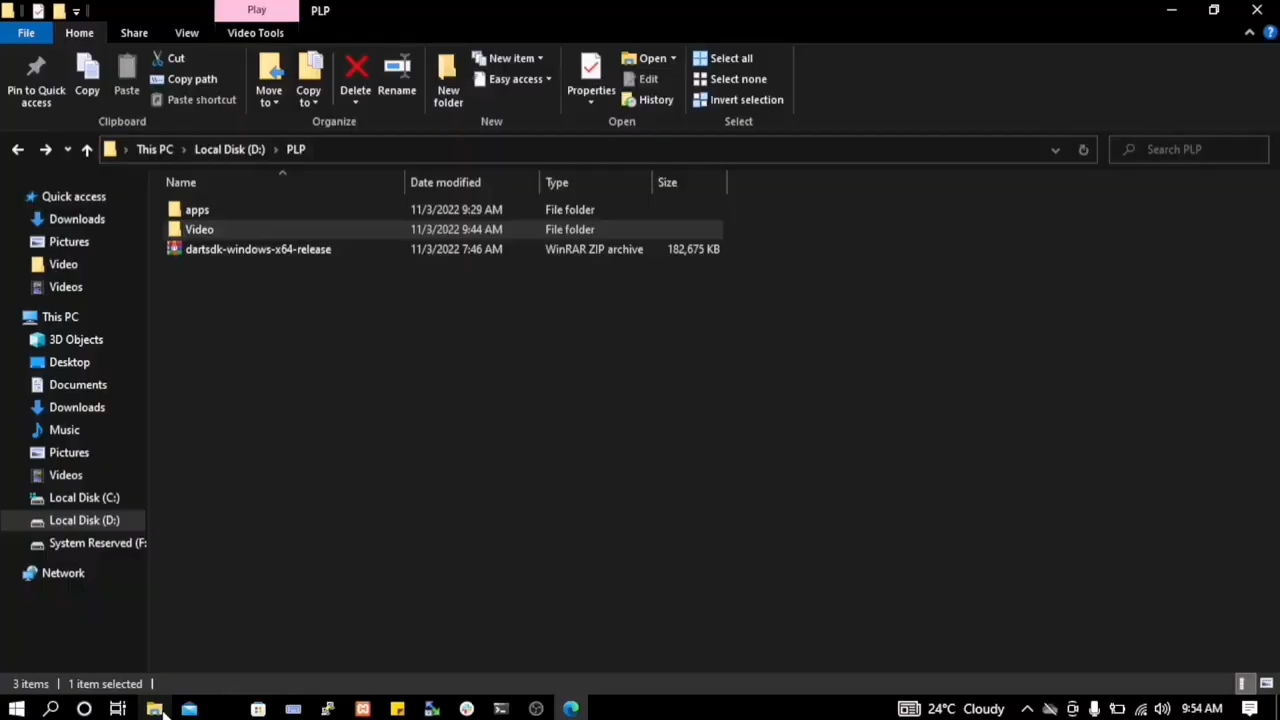 Play PLP
File Home Share View Video Tools
Pin to Quick access
Copy
Paste
Cut
Copy path
Paste shortcut
Clipboard
Move to
Copy to
Delete
Rename
Organize
New folder
New item
Easy access
New
Properties
Open
Edit
History
Open
Select all
Select none
Invert selection
Select
This PC Local Disk (D:) PLP
Search PLP
Name Date modified Type Size
apps 11/3/2022 9:29 AM File folder
Video 11/3/2022 9:44 AM File folder
dartsdk-windows-x64-release 11/3/2022 7:46 AM WinRAR ZIP archive 182,675 KB
Quick access
Downloads
Pictures
Video
Videos
This PC
3D Objects
Desktop
Documents
Downloads
Music
Pictures
Videos
Local Disk (C:)
Local Disk (D:)
System Reserved (F:
Network
3 items 1 item selected
24°C Cloudy 9:54 AM